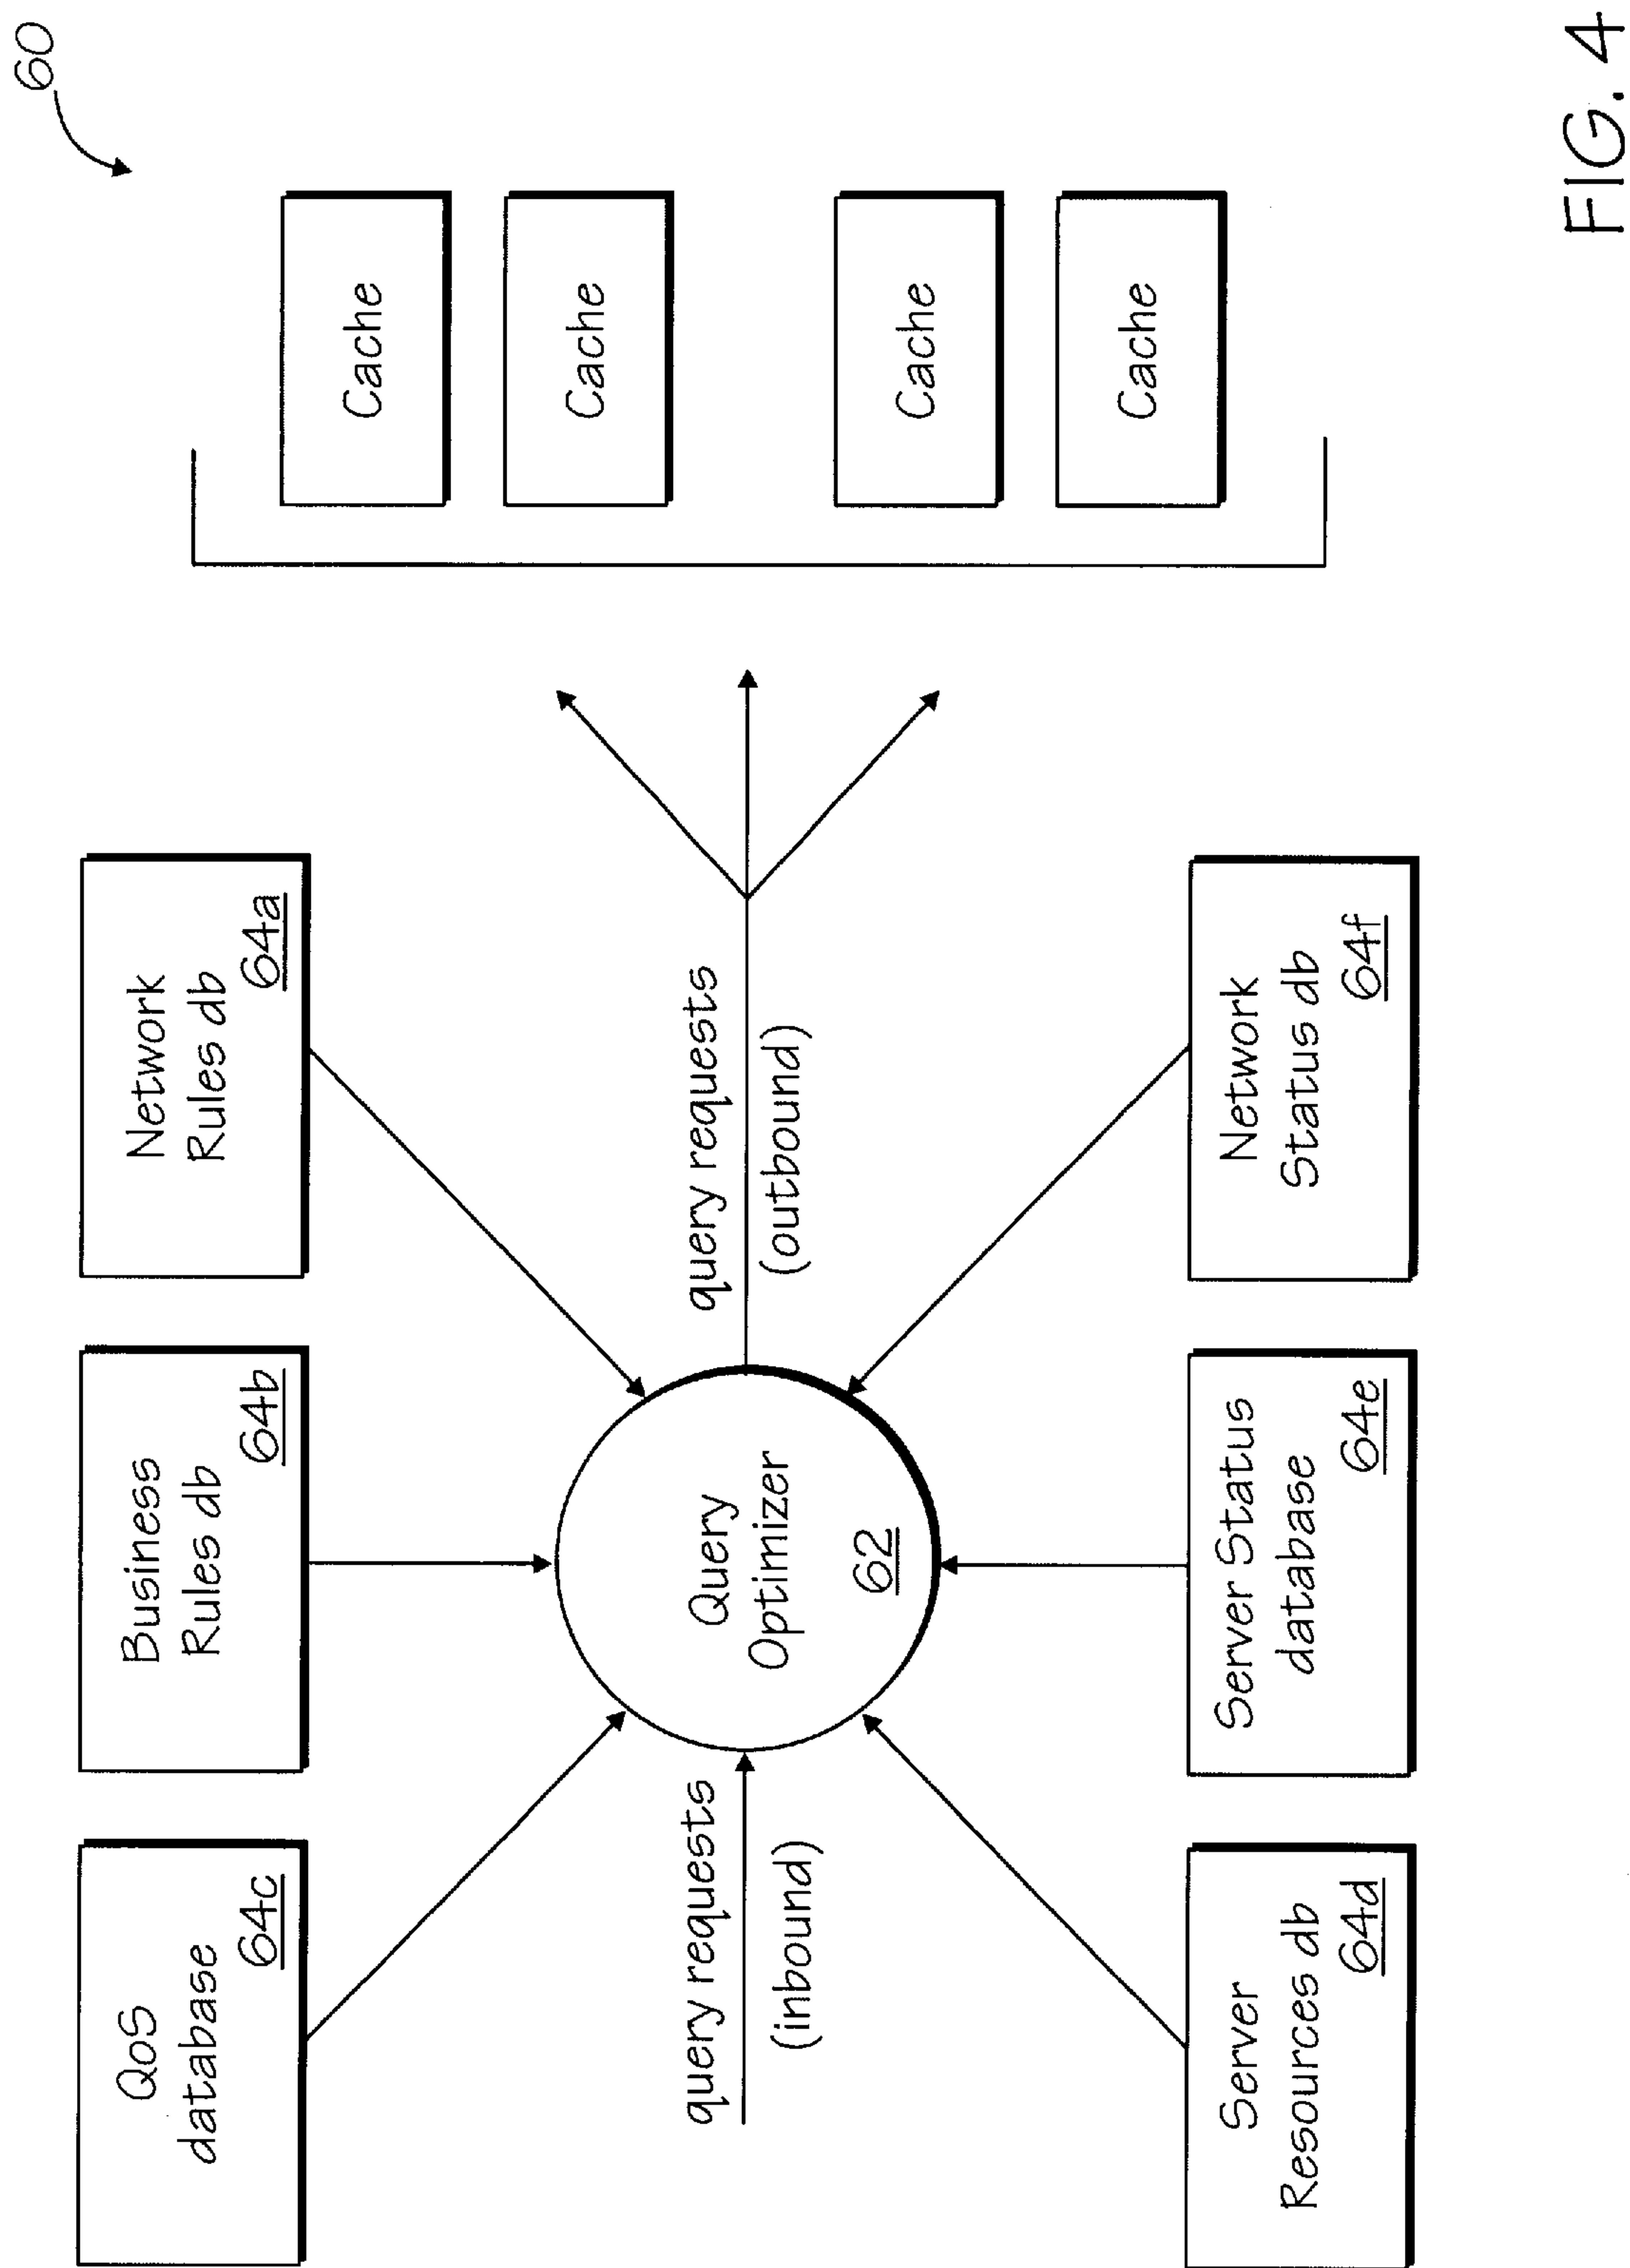 60
QoS
database
64c
Business
Rules db
64b
Network
Rules db
64a
query requests
(inbound)
Query
Optimizer
62
query requests
(outbound)
Cache
Cache
Cache
Cache
Server
Resources db
64d
Server Status
database
64e
Network
Status db
64f
FIG. 4